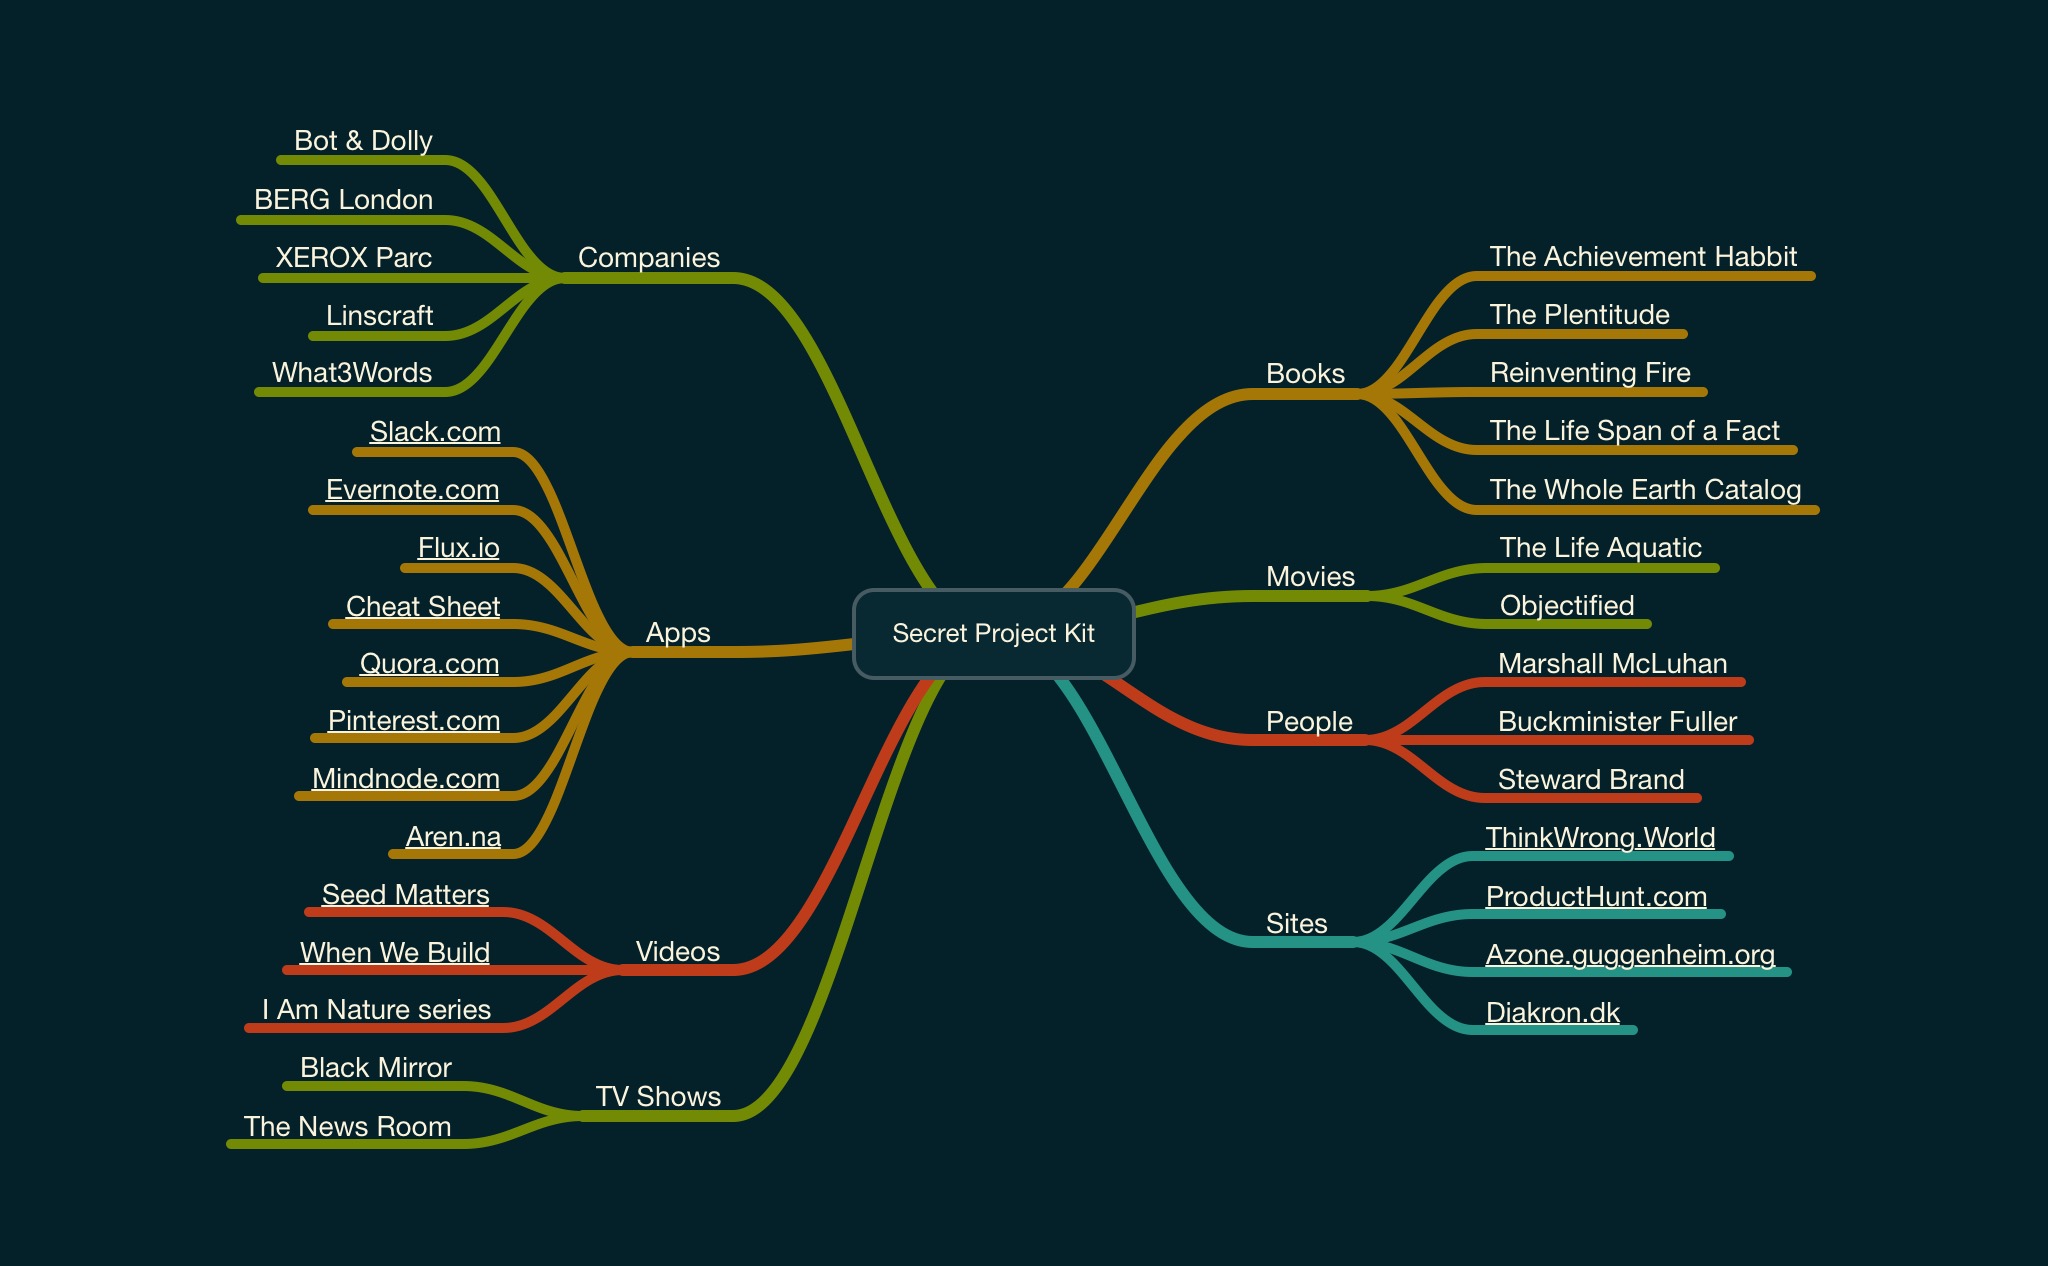 Secret Project Kit
Companies
Bot & Dolly
BERG London
XEROX Parc
Linscraft
What3Words
Apps
Slack.com
Evernote.com
Flux.io
Cheat Sheet
Quora.com
Pinterest.com
Mindnode.com
Aren.na
Videos
Seed Matters
When We Build
I Am Nature series
TV Shows
Black Mirror
The News Room
Books
The Achievement Habbit
The Plentitude
Reinventing Fire
The Life Span of a Fact
The Whole Earth Catalog
Movies
The Life Aquatic
Objectified
People
Marshall McLuhan
Buckminister Fuller
Steward Brand
Sites
ThinkWrong.World
ProductHunt.com
Azone.guggenheim.org
Diakron.dk